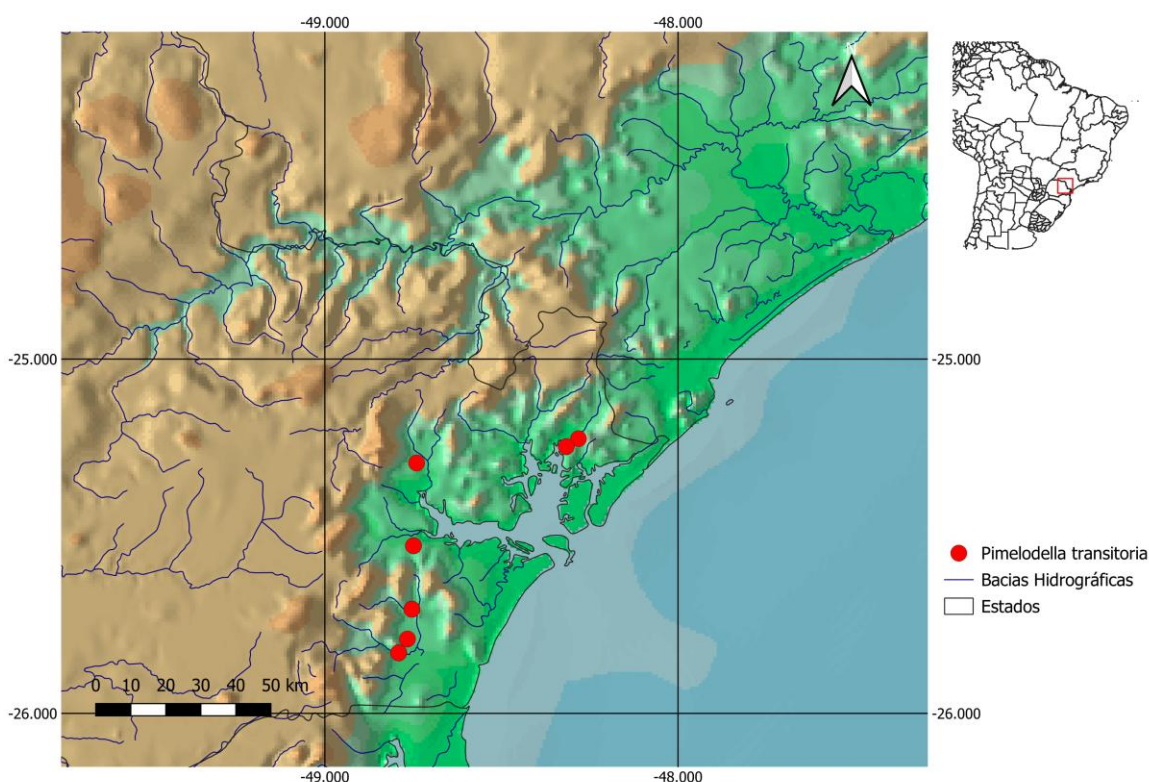 -49.000 -48.000
-25.000 -25.000
Pimelodella transitoria
Bacias Hidrográficas
Estados
0 10 20 30 40 50 km
-26.000 -26.000
-49.000 -48.000